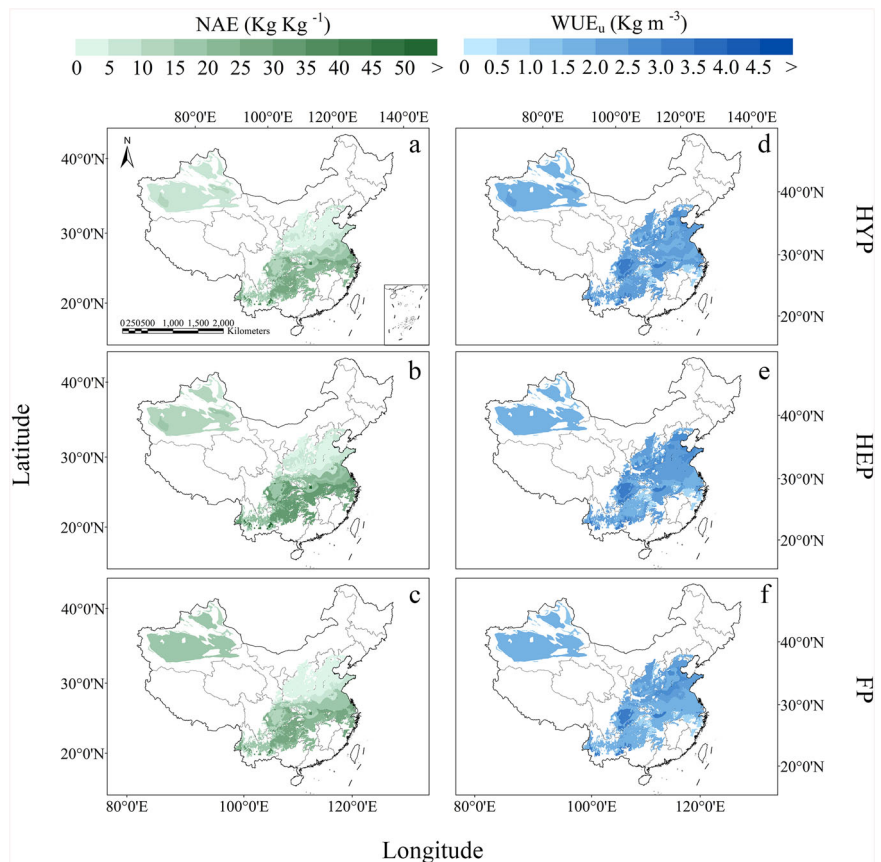 NAE (Kg Kg⁻¹)
WUEᵤ (Kg m⁻³)
0 5 10 15 20 25 30 40 45 50 >
0 0.5 1.0 1.5 2.0 2.5 3.0 3.5 4.0 4.5 >
80°0'E 100°0'E 120°0'E 140°0'E
80°0'E 100°0'E 120°0'E 140°0'E
N
a
d
40°0'N
30°0'N
20°0'N
40°0'N
30°0'N
20°0'N
HYP
0 250 500 1,000 1,500 2,000
Kilometers
b
e
40°0'N
30°0'N
20°0'N
40°0'N
30°0'N
20°0'N
HEP
Latitude
c
f
40°0'N
30°0'N
20°0'N
40°0'N
30°0'N
20°0'N
FP
80°0'E 100°0'E 120°0'E
80°0'E 100°0'E 120°0'E
Longitude